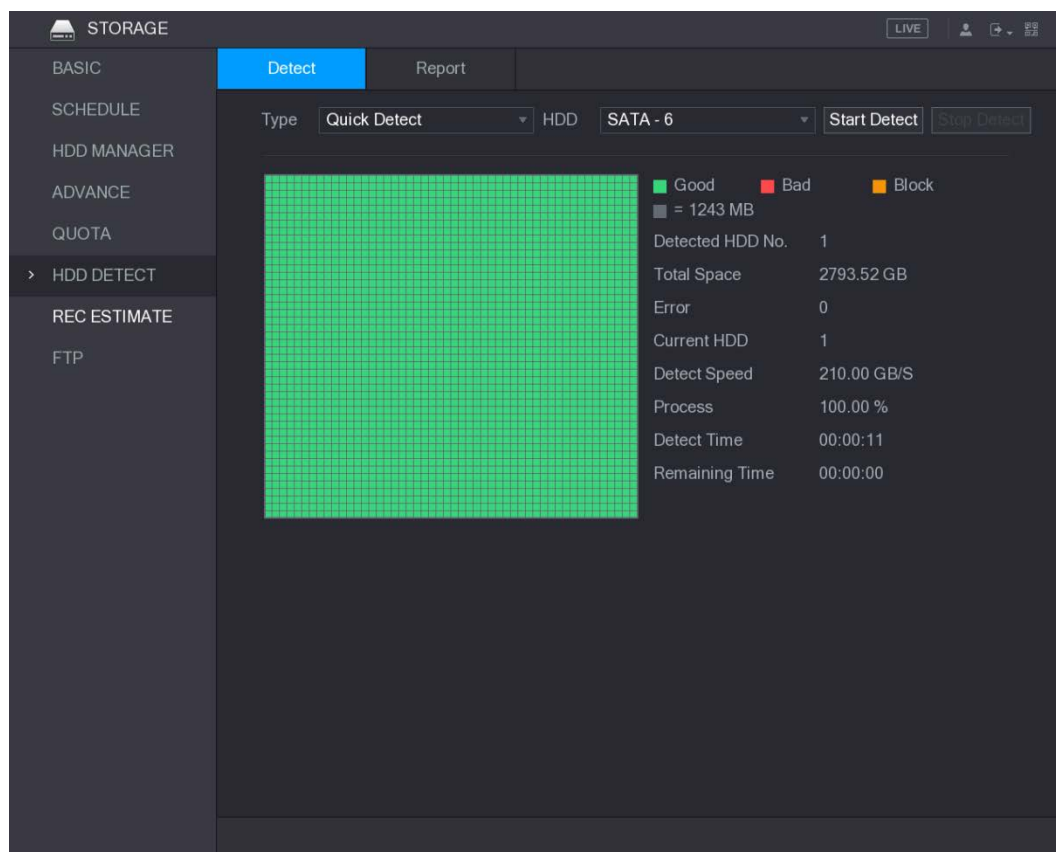 STORAGE
LIVE
BASIC
SCHEDULE
HDD MANAGER
ADVANCE
QUOTA
HDD DETECT
REC ESTIMATE
FTP
Detect Report
Type Quick Detect HDD SATA - 6 Start Detect Stop Detect
Good Bad Block
= 1243 MB
Detected HDD No. 1
Total Space 2793.52 GB
Error 0
Current HDD 1
Detect Speed 210.00 GB/S
Process 100.00 %
Detect Time 00:00:11
Remaining Time 00:00:00